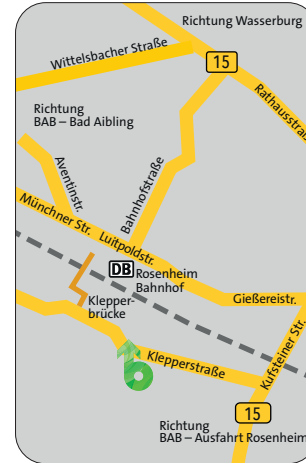 Richtung Wasserburg
Wittelsbacher Straße
15
Rathausstraß
Richtung
BAB – Bad Aibling
Aventinstr.
Bahnhofstraße
Münchner Str.
Luitpoldstr.
DB
Rosenheim
Bahnhof
Klepper-
brücke
Gießereistr.
Klepperstraße
Kufsteiner Str.
15
Richtung
BAB – Ausfahrt Rosenheim